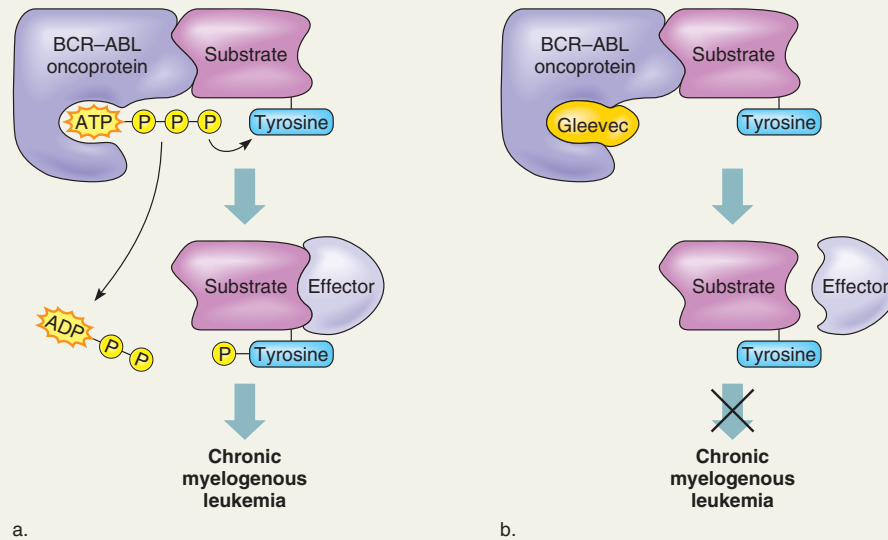 BCR–ABL
oncoprotein
Substrate
ATP
P
P
P
Tyrosine
Substrate
Effector
ADP
P
P
P
Tyrosine
Chronic
myelogenous
leukemia
a.
BCR–ABL
oncoprotein
Substrate
Gleevec
Tyrosine
Substrate
Effector
Tyrosine
Chronic
myelogenous
leukemia
b.